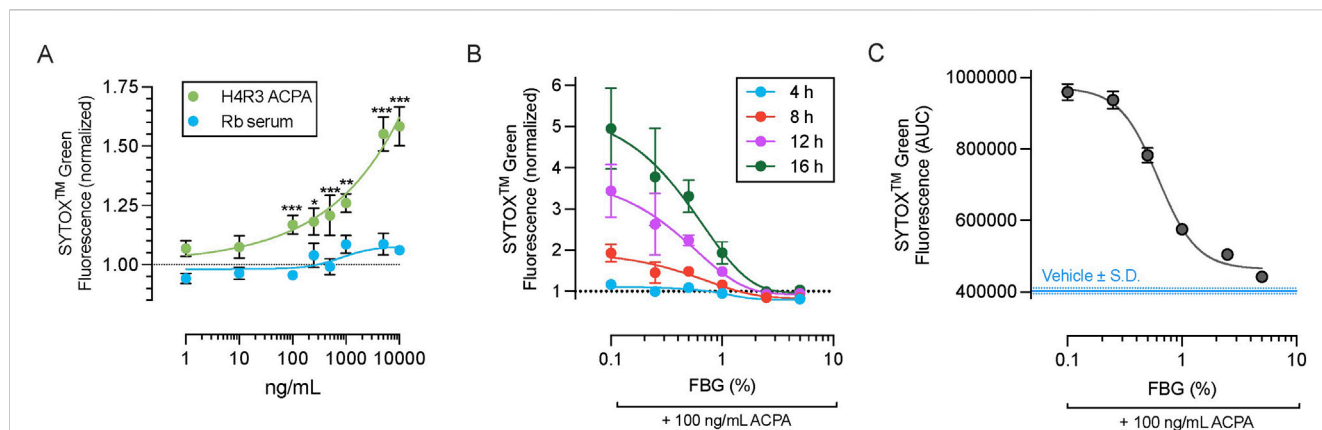 A
SYTOX™ Green
Fluorescence (normalized)
1.75
1.50
1.25
1.00
H4R3 ACPA
Rb serum
***
*
***
**
***
***
1
10
100
1000
10000
ng/mL
B
SYTOX™ Green
Fluorescence (normalized)
6
5
4
3
2
1
4 h
8 h
12 h
16 h
0.1
1
10
FBG (%)
+ 100 ng/mL ACPA
C
SYTOX™ Green
Fluorescence (AUC)
1000000
800000
600000
400000
Vehicle ± S.D.
0.1
1
10
FBG (%)
+ 100 ng/mL ACPA